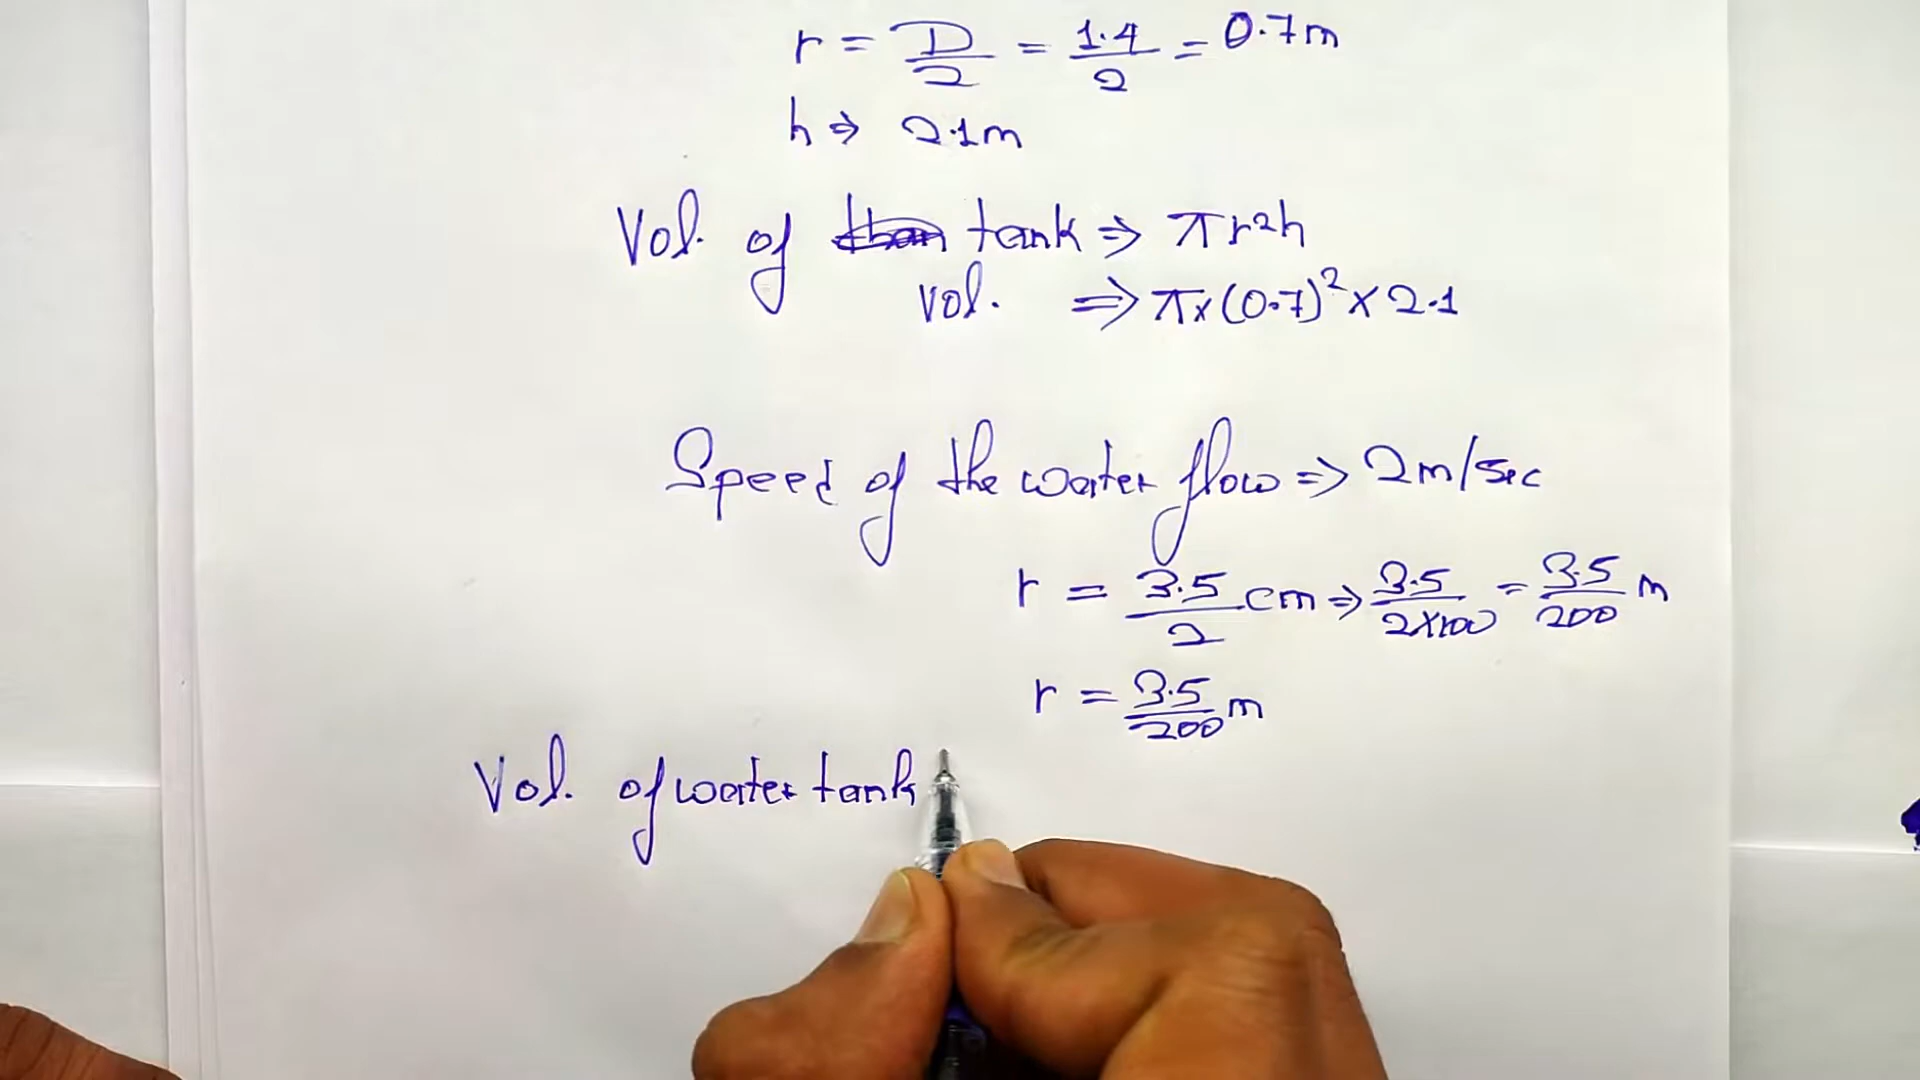 r = D/2 = 1.4/2 = 0.7m
h ⇒ 2.1m
Vol. of than tank ⇒ πr²h
vol. ⇒ π×(0.7)²×2.1
Speed of the water flow ⇒ 2m/sec
r = 3.5/2 cm ⇒ 3.5/2×100 = 3.5/200 m
r = 3.5/200 m
Vol. of water tank